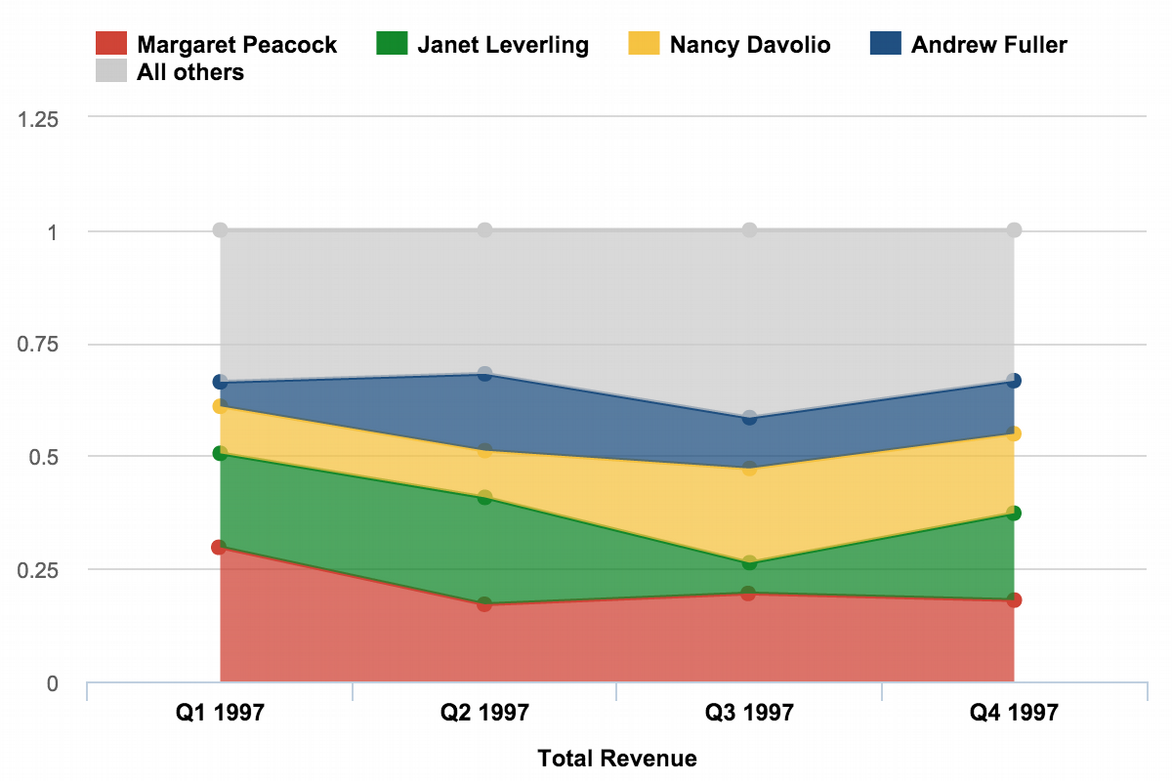 Margaret Peacock Janet Leverling Nancy Davolio Andrew Fuller
All others
1.25
1
0.75
0.5
0.25
0
Q1 1997 Q2 1997 Q3 1997 Q4 1997
Total Revenue